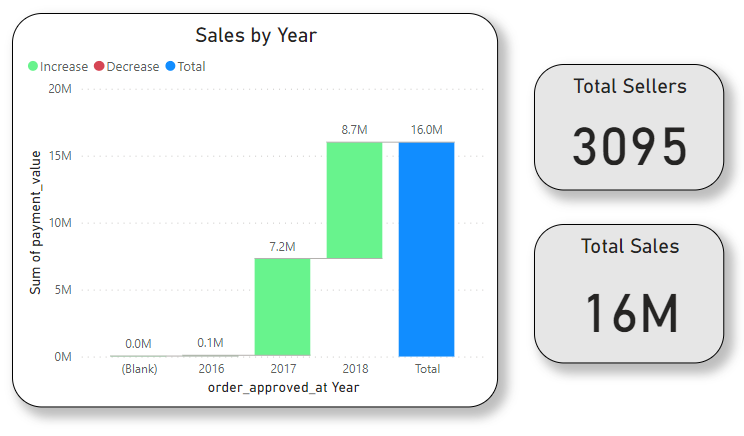 Sales by Year
Increase Decrease Total
20M
15M
10M
5M
0M
Sum of payment_value
0.0M
0.1M
7.2M
8.7M
16.0M
(Blank) 2016 2017 2018 Total
order_approved_at Year
Total Sellers
3095
Total Sales
16M